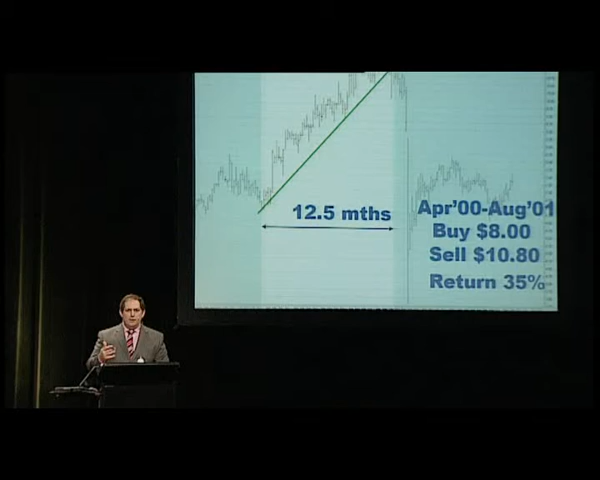 12.5 mths
Apr'00-Aug'01
Buy $8.00
Sell $10.80
Return 35%